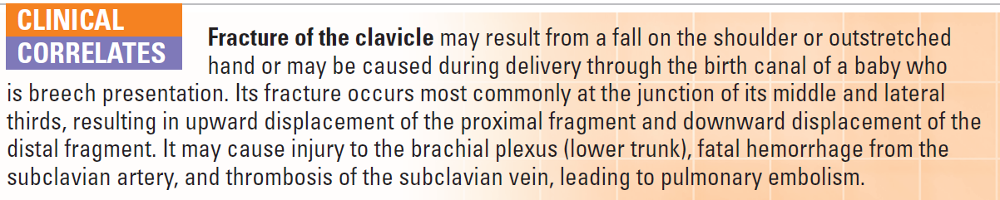 CLINICAL
CORRELATES
Fracture of the clavicle may result from a fall on the shoulder or outstretched
hand or may be caused during delivery through the birth canal of a baby who
is breech presentation. Its fracture occurs most commonly at the junction of its middle and lateral
thirds, resulting in upward displacement of the proximal fragment and downward displacement of the
distal fragment. It may cause injury to the brachial plexus (lower trunk), fatal hemorrhage from the
subclavian artery, and thrombosis of the subclavian vein, leading to pulmonary embolism.